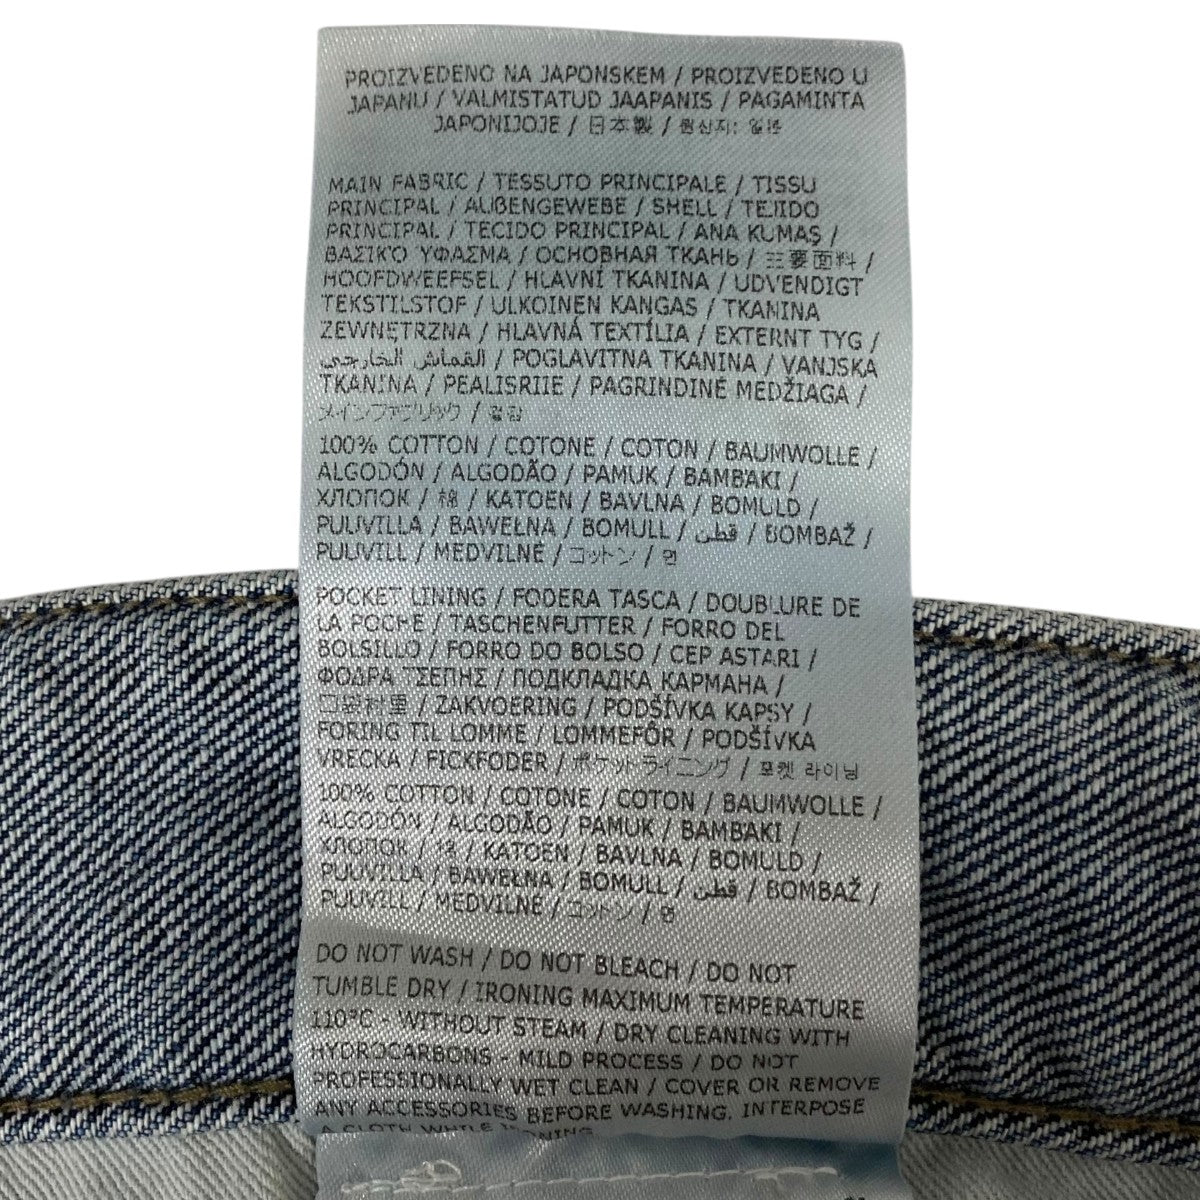 PROIZVEDENO NA JAPONSKEM / PROIZVEDENO U
JAPANU / VALMISTATUD JAAPANIS / PAGAMINTA
JAPONIJOJE / 日本製 / 원산지: 일본
MAIN FABRIC / TESSUTO PRINCIPALE / TISSU
PRINCIPAL / AUßENGEWEBE / SHELL / TEJIDO
PRINCIPAL / TECIDO PRINCIPAL / ANA KUMAŞ /
ΒΑΣΙΚΌ ΎΦΑΣΜΑ / ОСНОВНАЯ ТКАНЬ / 主要面料 /
HOOFDWEEFSEL / HLAVNÍ TKANINA / UDVENDIGT
TEKSTILSTOF / ULKOINEN KANGAS / TKANINA
ZEWNĘTRZNA / HLAVNÁ TEXTÍLIA / EXTERNT TYG /
القماش الخارجي / POGLAVITNA TKANINA / VANJSKA
TKANINA / PEALISRIIE / PAGRINDINĖ MEDŽIAGA /
メインファブリック / 겉감
100% COTTON / COTONE / COTON / BAUMWOLLE /
ALGODÓN / ALGODÃO / PAMUK / ΒΑΜΒΆΚΙ /
ХЛОПОК / 棉 / KATOEN / BAVLNA / BOMULD /
PUUVILLA / BAWEŁNA / BOMULL / قطن / BOMBAŽ /
PUUVILL / MEDVILNĖ / コットン / 면
POCKET LINING / FODERA TASCA / DOUBLURE DE
LA POCHE / TASCHENFUTTER / FORRO DEL
BOLSILLO / FORRO DO BOLSO / CEP ASTARI /
ΦΟΔΡΑ ΤΣΕΠΗΣ / ПОДКЛАДКА КАРМАНА /
口袋衬里 / ZAKVOERING / PODŠÍVKA KAPSY /
FORING TIL LOMME / LOMMEFÔR / PODŠÍVKA
VRECKA / FICKFODER / ポケットライニング / 포켓 라이닝
100% COTTON / COTONE / COTON / BAUMWOLLE /
ALGODÓN / ALGODÃO / PAMUK / ΒΑΜΒΑΚΙ /
ХЛОПОК / 棉 / KATOEN / BAVLNA / BOMULD /
PUUVILLA / BAWEŁNA / BOMULL / قطن / BOMBAŽ /
PUUVILL / MEDVILNĖ / コットン / 면
DO NOT WASH / DO NOT BLEACH / DO NOT
TUMBLE DRY / IRONING MAXIMUM TEMPERATURE
110°C - WITHOUT STEAM / DRY CLEANING WITH
HYDROCARBONS - MILD PROCESS / DO NOT
PROFESSIONALLY WET CLEAN / COVER OR REMOVE
ANY ACCESSORIES BEFORE WASHING. INTERPOSE
A CLOTH WHILE IRONING